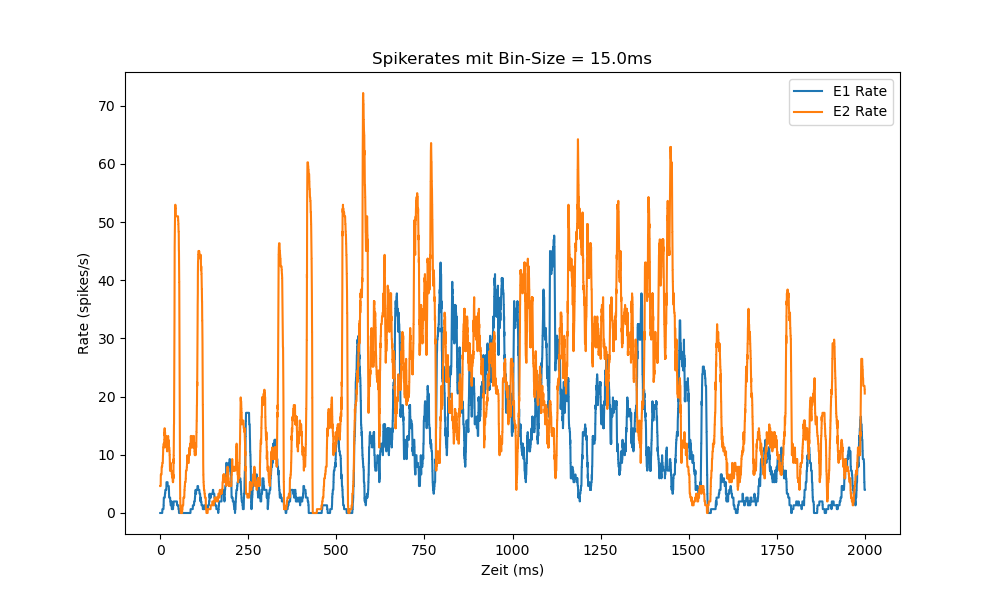 Spikerates mit Bin-Size = 15.0ms
E1 Rate
E2 Rate
Rate (spikes/s)
70
60
50
40
30
20
10
0
0 250 500 750 1000 1250 1500 1750 2000
Zeit (ms)